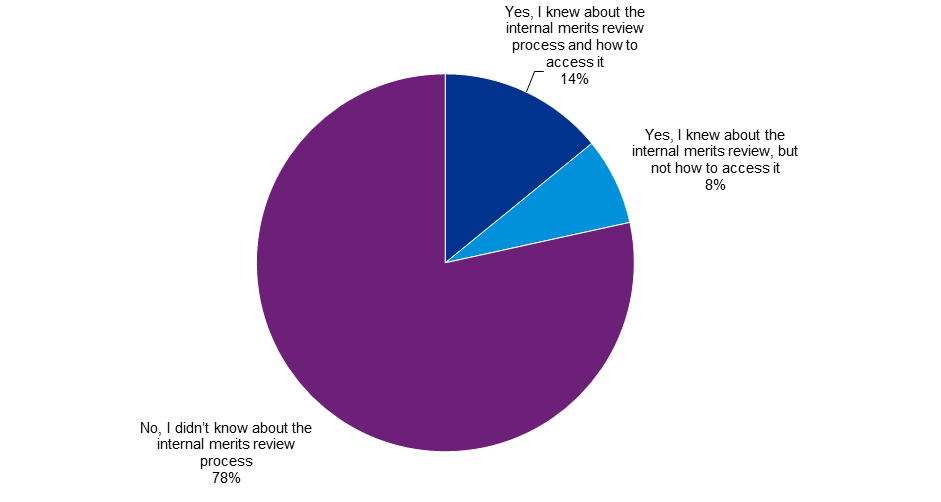 Yes, I knew about the
internal merits review
process and how to
access it
14%
Yes, I knew about the
internal merits review, but
not how to access it
8%
No, I didn’t know about the
internal merits review
process
78%